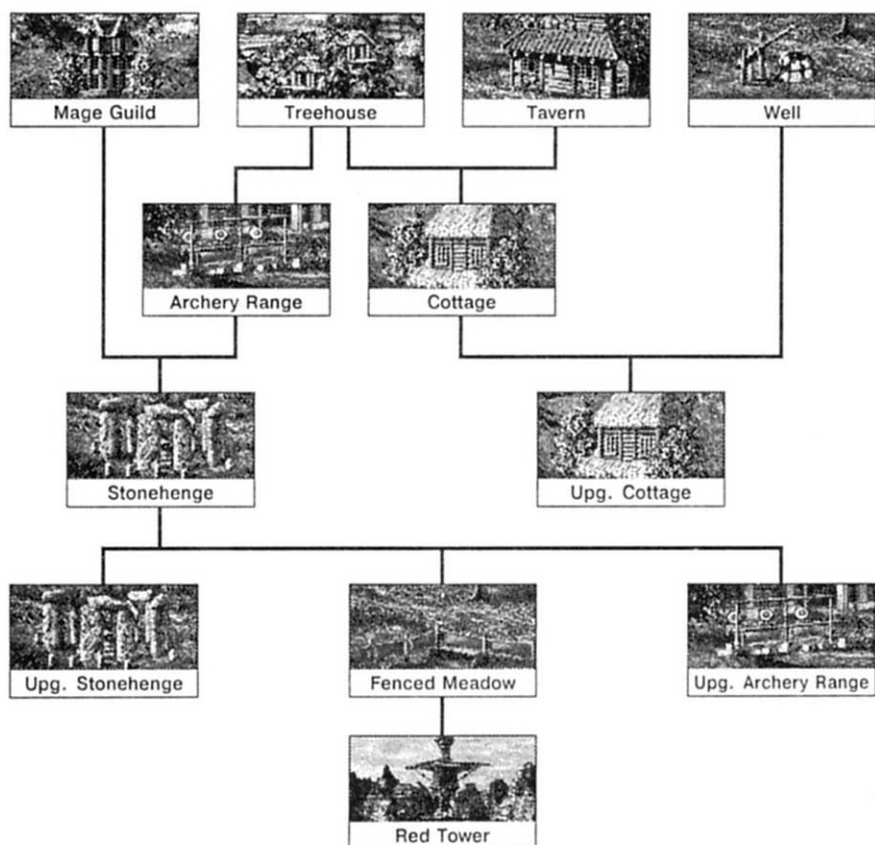 Mage Guild
Treehouse
Tavern
Well
Archery Range
Cottage
Stonehenge
Upg. Cottage
Upg. Stonehenge
Fenced Meadow
Upg. Archery Range
Red Tower